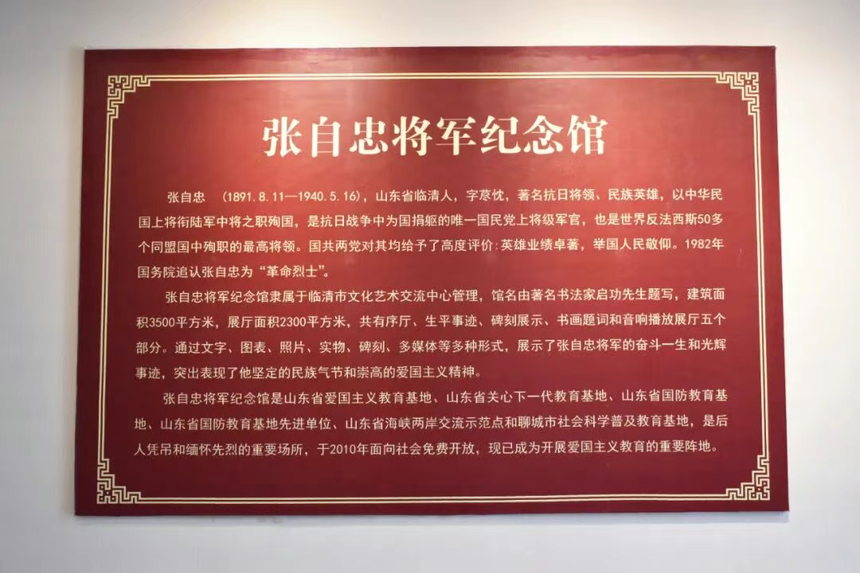 张自忠将军纪念馆
张自忠 (1891.8.11—1940.5.16)，山东省临清人，字荩忱，著名抗日将领、民族英雄，以中华民
国上将衔陆军中将之职殉国，是抗日战争中为国捐躯的唯一国民党上将级军官，也是世界反法西斯50多
个同盟国中殉职的最高将领。国共两党对其均给予了高度评价:英雄业绩卓著，举国人民敬仰。1982年
国务院追认张自忠为“革命烈士”。
张自忠将军纪念馆隶属于临清市文化艺术交流中心管理，馆名由著名书法家启功先生题写，建筑面
积3500平方米，展厅面积2300平方米，共有序厅、生平事迹、碑刻展示、书画题词和音响播放展厅五个
部分。通过文字、图表、照片、实物、碑刻、多媒体等多种形式，展示了张自忠将军的奋斗一生和光辉
事迹，突出表现了他坚定的民族气节和崇高的爱国主义精神。
张自忠将军纪念馆是山东省爱国主义教育基地、山东省关心下一代教育基地、山东省国防教育基
地、山东省国防教育基地先进单位、山东省海峡两岸交流示范点和聊城市社会科学普及教育基地，是后
人凭吊和缅怀先烈的重要场所，于2010年面向社会免费开放，现已成为开展爱国主义教育的重要阵地。